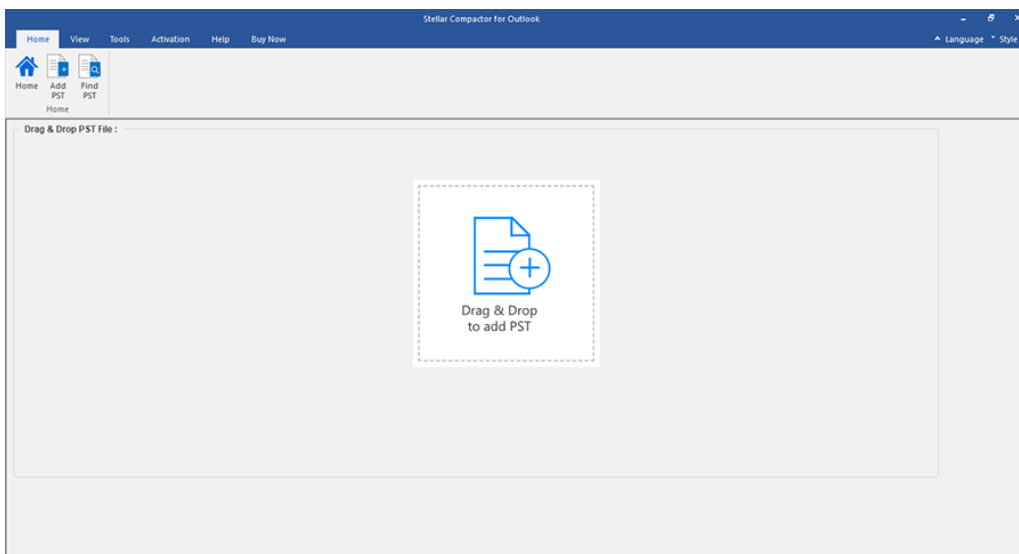 Stellar Compactor for Outlook
Home View Tools Activation Help Buy Now Language Style
Home Add PST Find PST
Home
Drag & Drop PST File :
Drag & Drop
to add PST